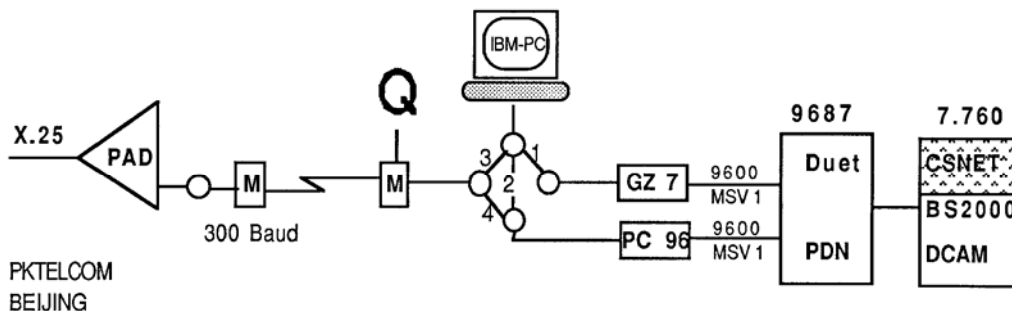 IBM-PC
Q
9687
7.760
X.25
PAD
M
300 Baud
M
3
1
2
4
GZ 7
9600
MSV 1
PC 96
9600
MSV 1
Duet
PDN
CSNET
BS2000
DCAM
PKTELCOM
BEIJING